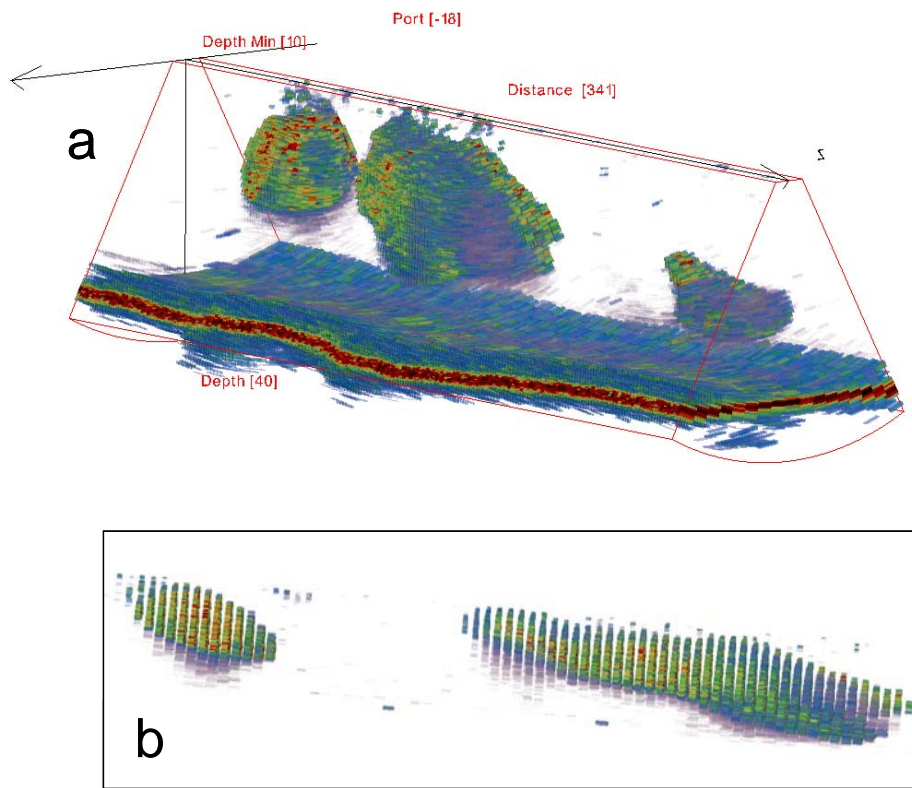 Port [-18]
Depth Min [10]
Distance [341]
a
Depth [40]
b